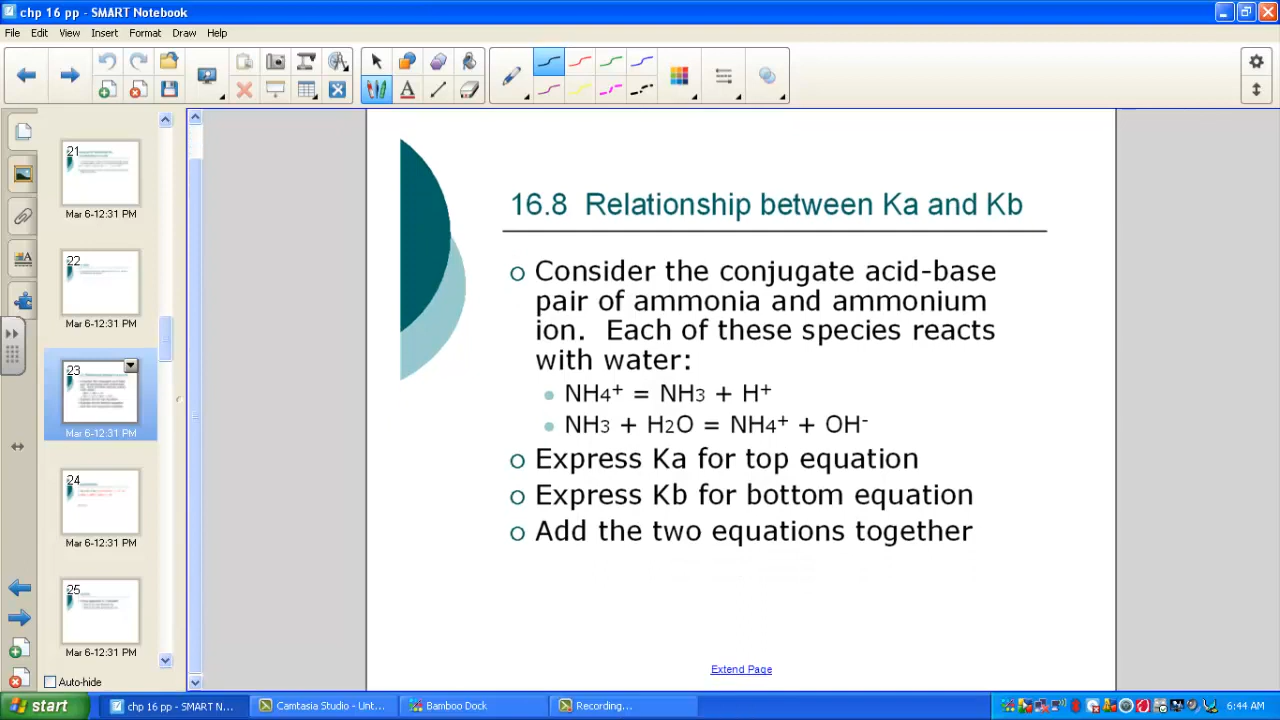 chp 16 pp - SMART Notebook
File Edit View Insert Format Draw Help
21
Mar 6-12:31 PM
22
Mar 6-12:31 PM
23
Mar 6-12:31 PM
24
Mar 6-12:31 PM
25
Mar 6-12:31 PM
Auto-hide
16.8 Relationship between Ka and Kb
Consider the conjugate acid-base
pair of ammonia and ammonium
ion. Each of these species reacts
with water:
NH4+ = NH3 + H+
NH3 + H2O = NH4+ + OH-
Express Ka for top equation
Express Kb for bottom equation
Add the two equations together
Extend Page
start chp 16 pp - SMART N... Camtasia Studio - Unt... Bamboo Dock Recording... 6:44 AM